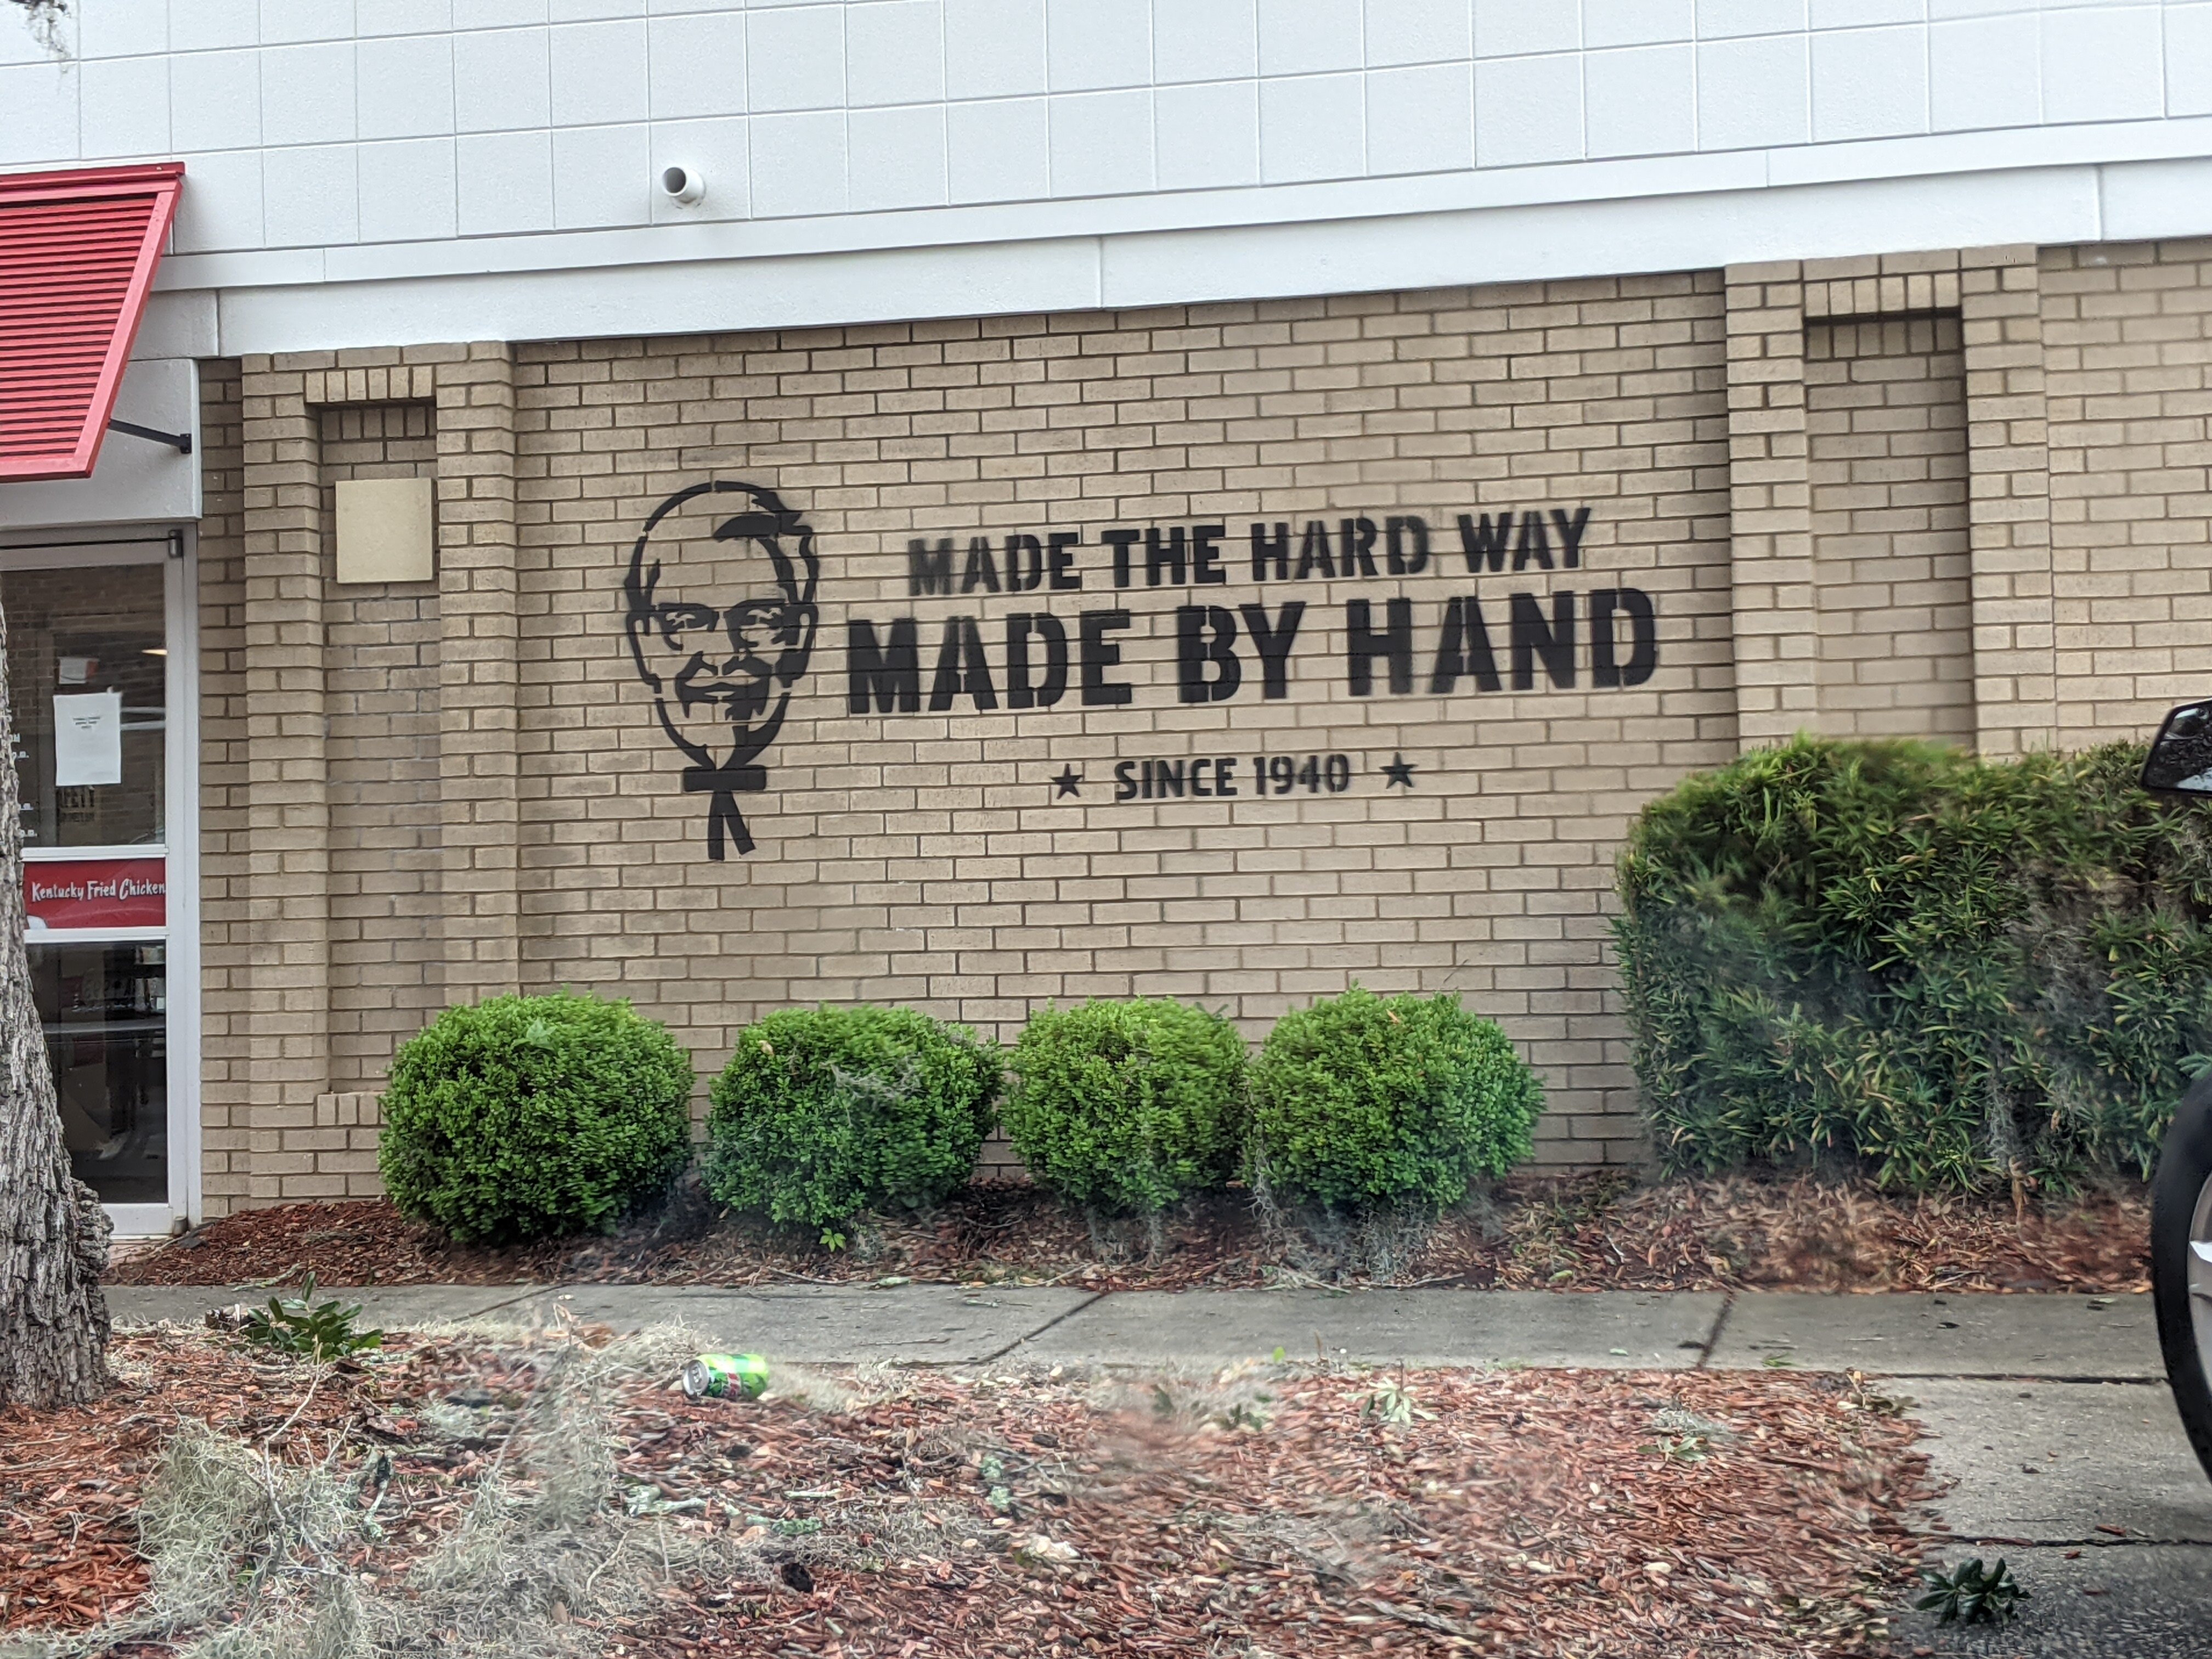 MADE THE HARD WAY
MADE BY HAND
★ SINCE 1940 ★
Kentucky Fried Chicken